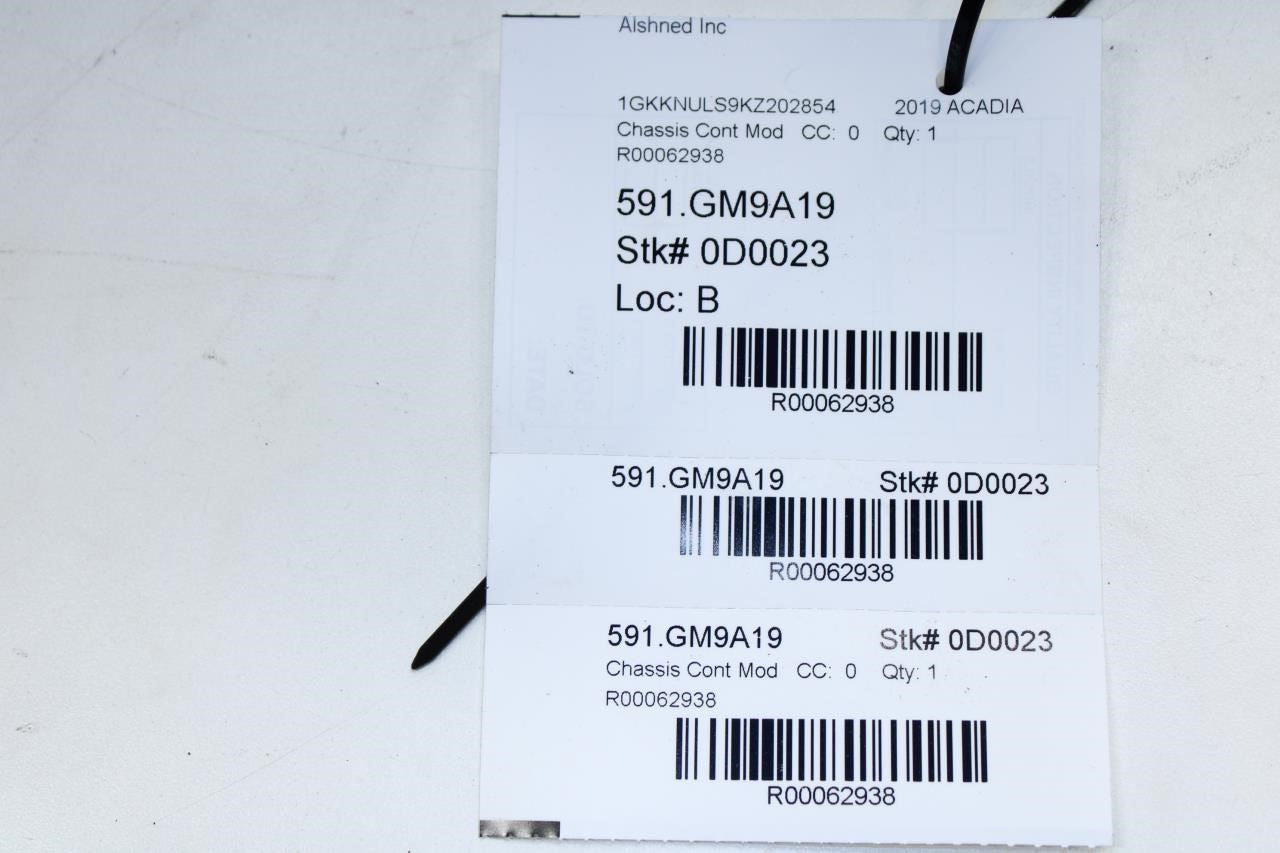 Alshned Inc
1GKKNULS9KZ202854 2019 ACADIA
Chassis Cont Mod CC: 0 Qty: 1
R00062938
591.GM9A19
Stk# 0D0023
Loc: B
R00062938
591.GM9A19 Stk# 0D0023
R00062938
591.GM9A19 Stk# 0D0023
Chassis Cont Mod CC: 0 Qty: 1
R00062938
R00062938